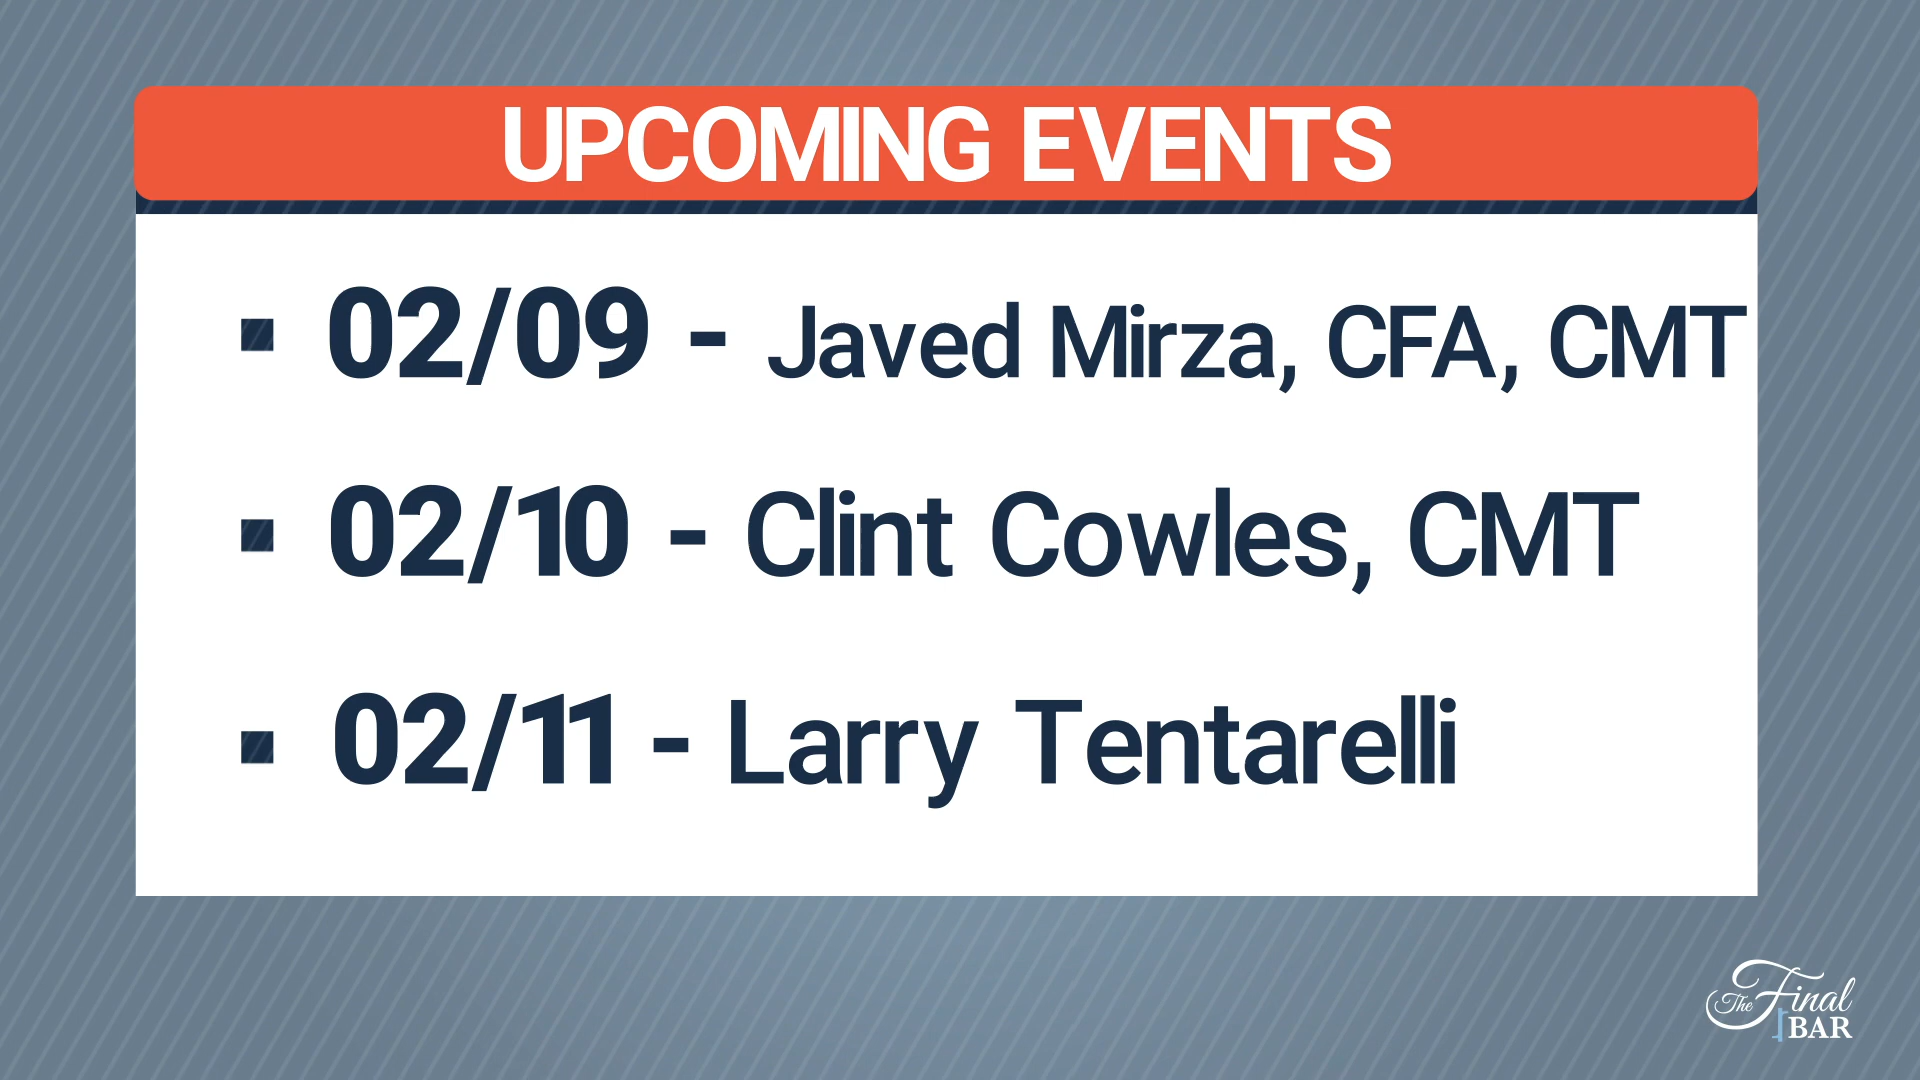 UPCOMING EVENTS
▪ 02/09 - Javed Mirza, CFA, CMT
▪ 02/10 - Clint Cowles, CMT
▪ 02/11 - Larry Tentarelli
The Final
BAR